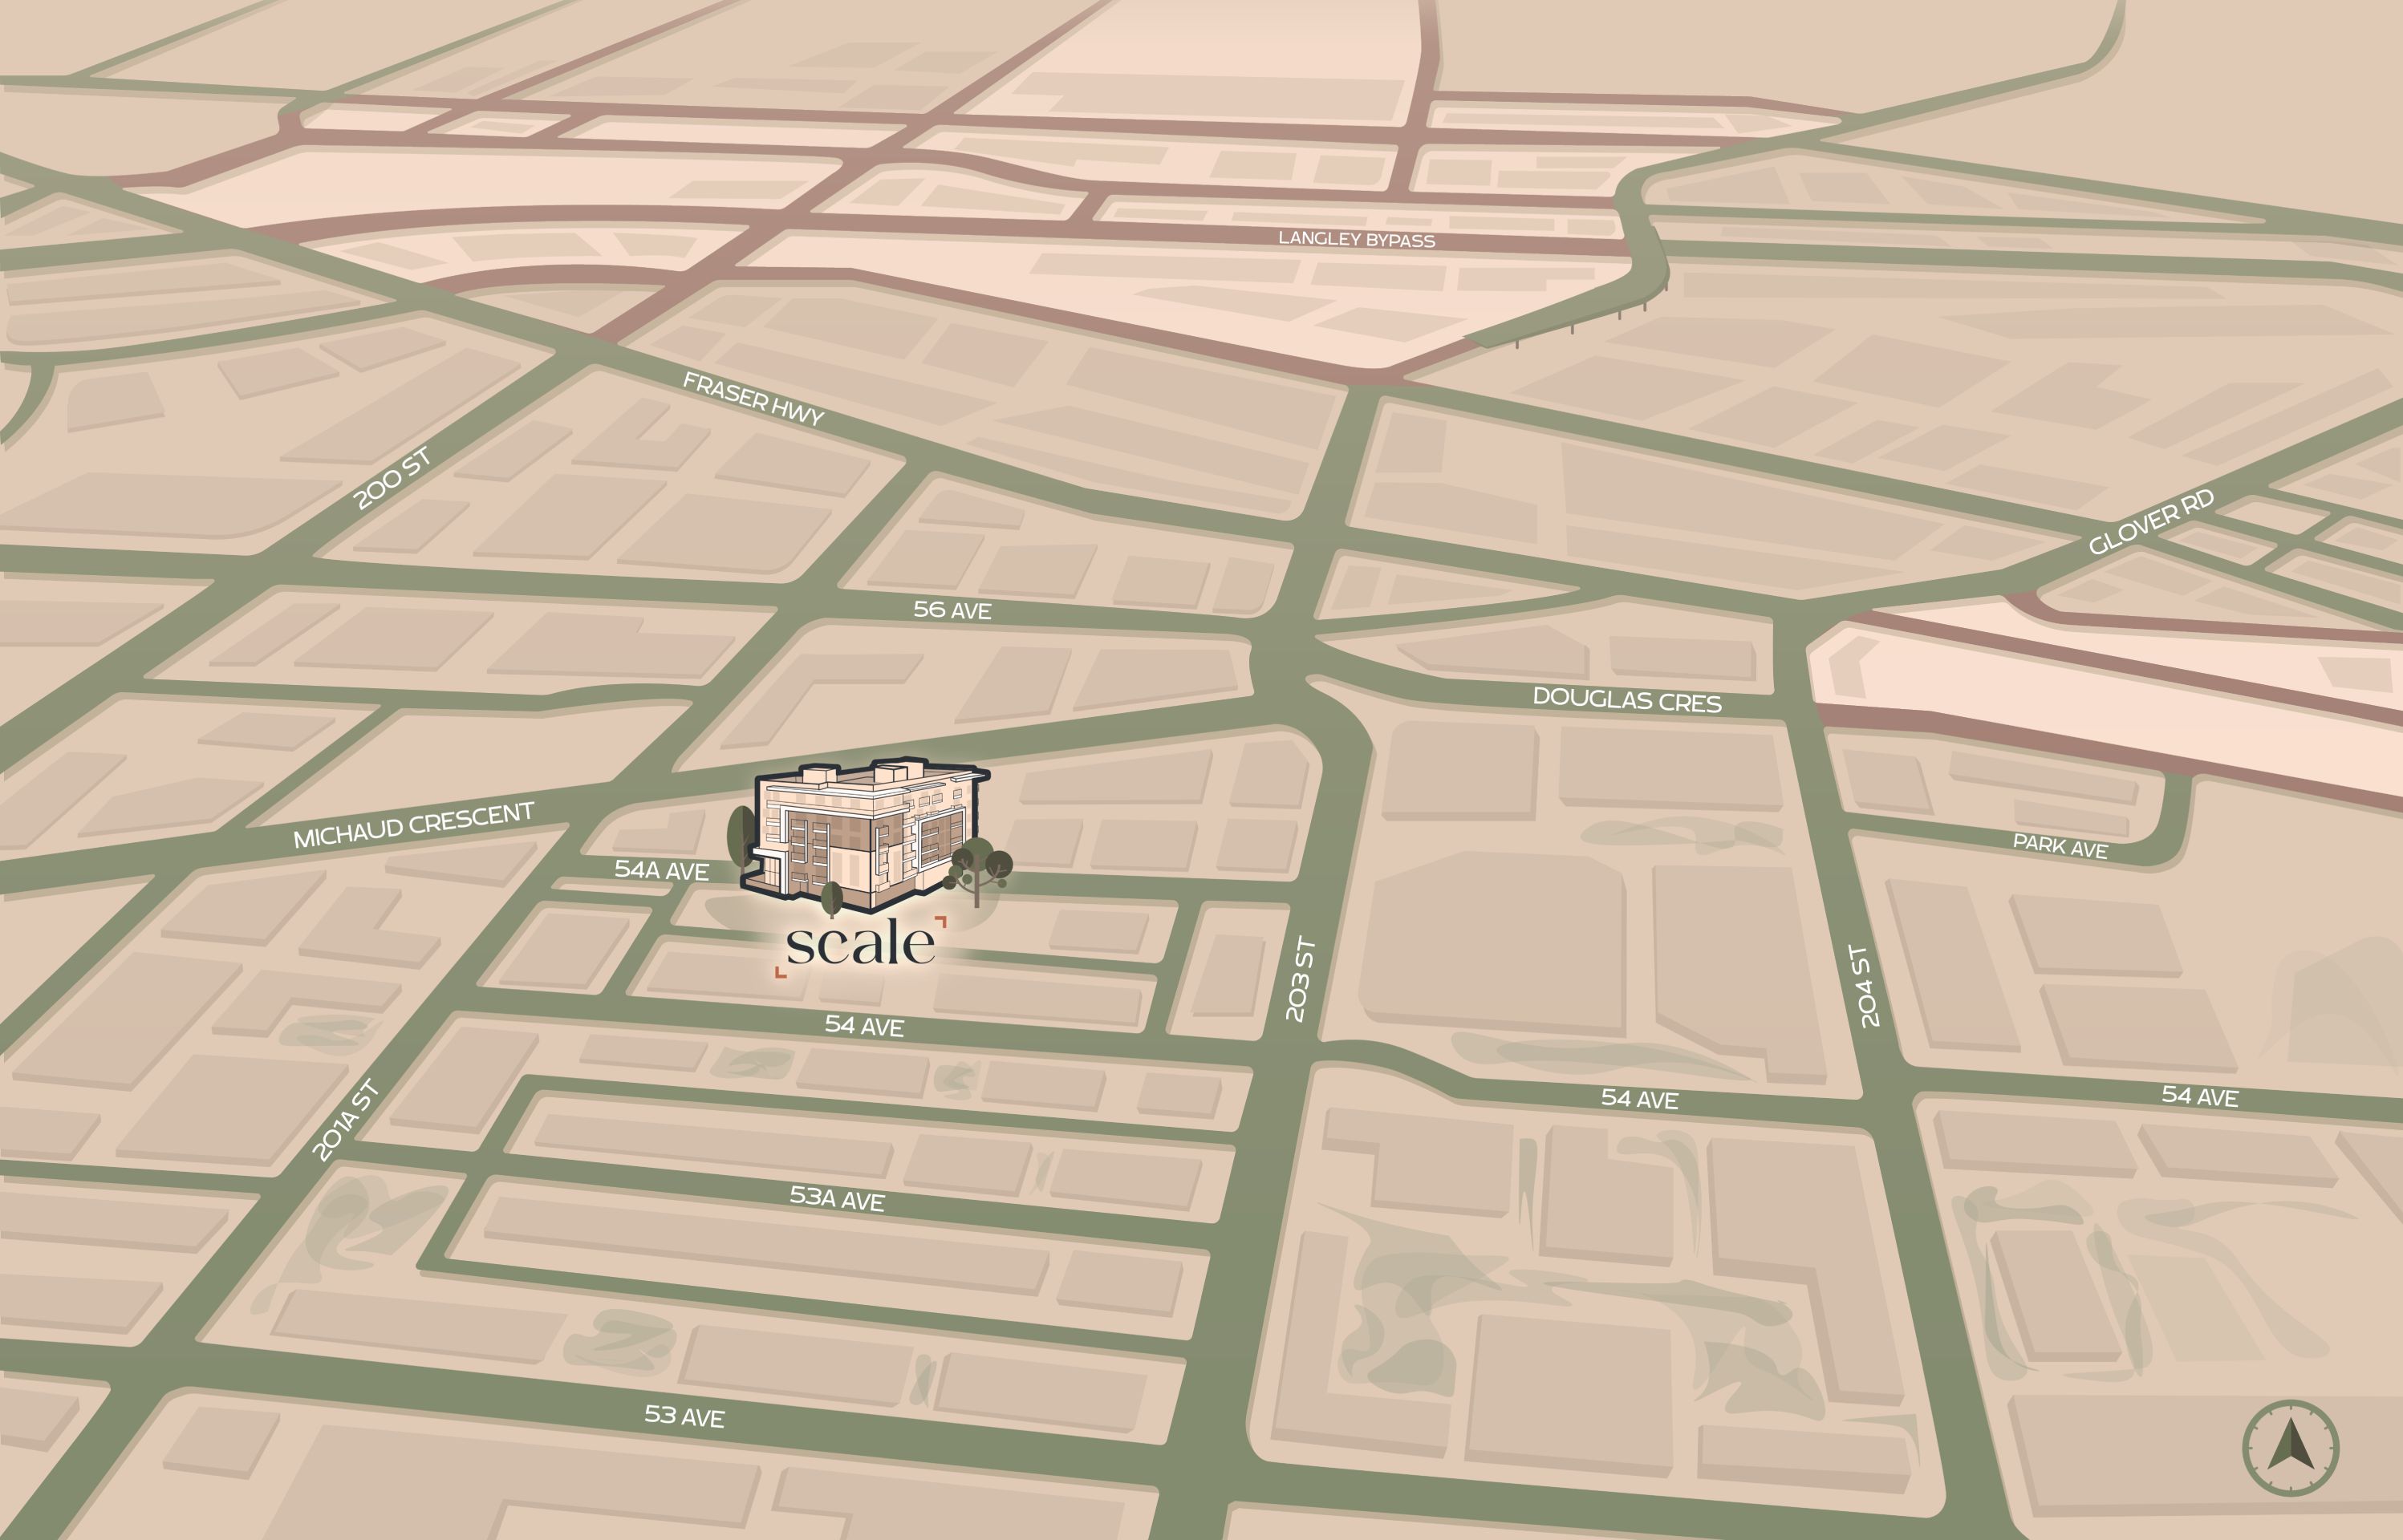 LANGLEY BYPASS
FRASER HWY
200 ST
GLOVER RD
56 AVE
DOUGLAS CRES
MICHAUD CRESCENT
PARK AVE
54A AVE
scale
203 ST
204 ST
54 AVE
54 AVE
54 AVE
201A ST
53A AVE
53 AVE